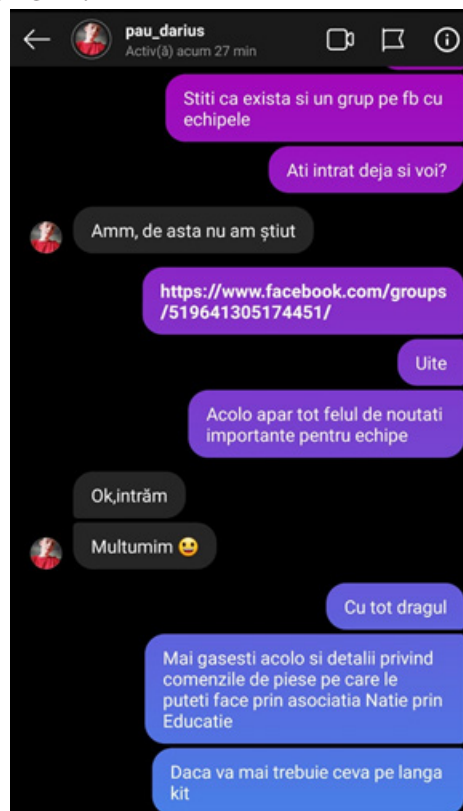 pau_darius
Activ(ă) acum 27 min
Stiti ca exista si un grup pe fb cu
echipele
Ati intrat deja si voi?
Amm, de asta nu am știut
https://www.facebook.com/groups
/519641305174451/
Uite
Acolo apar tot felul de noutati
importante pentru echipe
Ok,intrăm
Multumim 😀
Cu tot dragul
Mai gasesti acolo si detalii privind
comenzile de piese pe care le
puteti face prin asociatia Natie prin
Educatie
Daca va mai trebuie ceva pe langa
kit